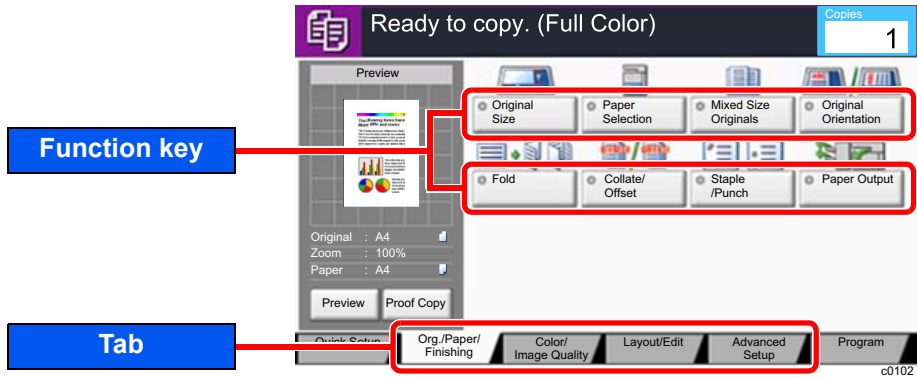 Ready to copy. (Full Color)
Copies
1
Preview
Original
Size
Paper
Selection
Mixed Size
Originals
Original
Orientation
Function key
Fold
Collate/
Offset
Staple
/Punch
Paper Output
Original : A4
Zoom : 100%
Paper : A4
Preview
Proof Copy
Tab
Quick Setup
Org./Paper/
Finishing
Color/
Image Quality
Layout/Edit
Advanced
Setup
Program
c0102